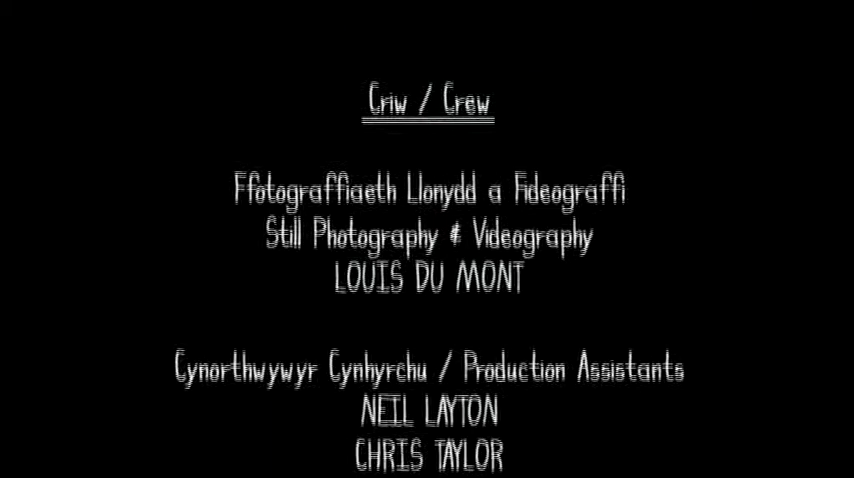 Criw / Crew
Ffotograffiaeth Llonydd a Fideograffi
Still Photography & Videography
LOUIS DU MONT
Cynorthwywyr Cynhyrchu / Production Assistants
NEIL LAYTON
CHRIS TAYLOR